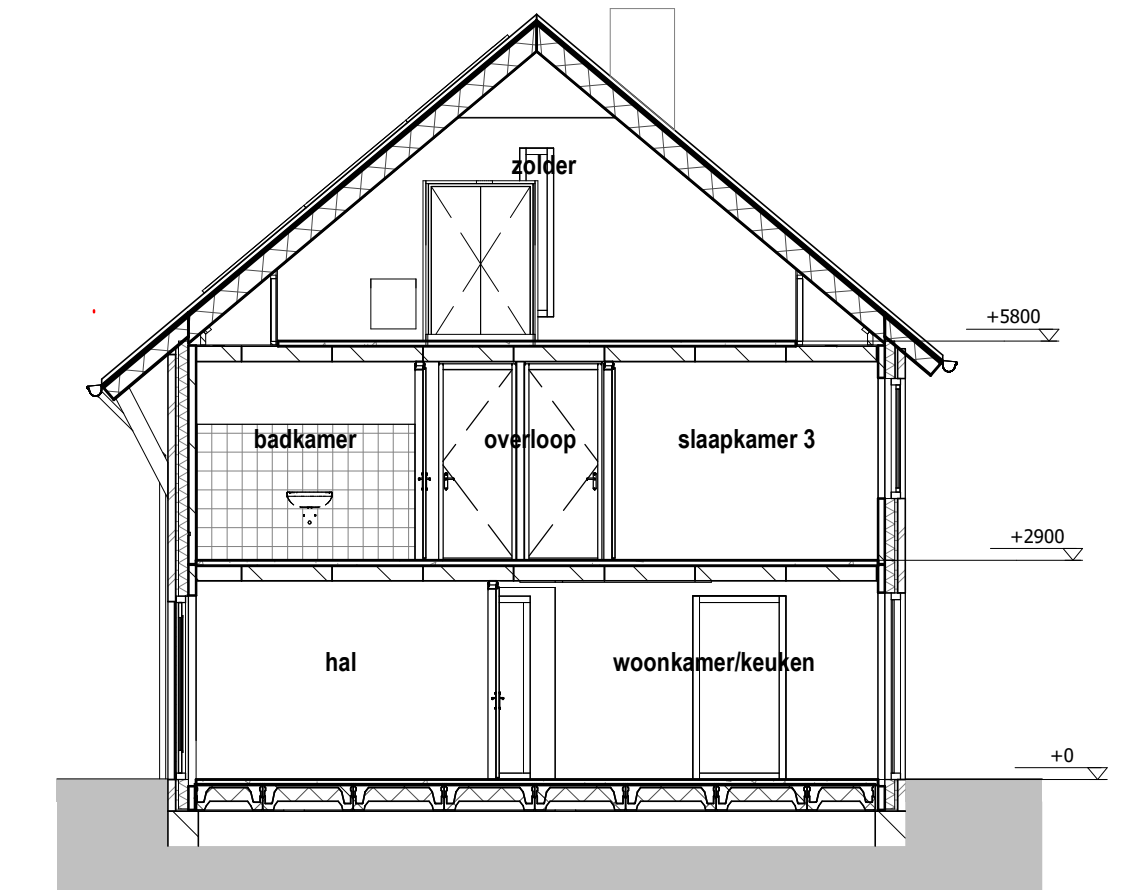 zolder
+5800
badkamer
overloop
slaapkamer 3
+2900
hal
woonkamer/keuken
+0